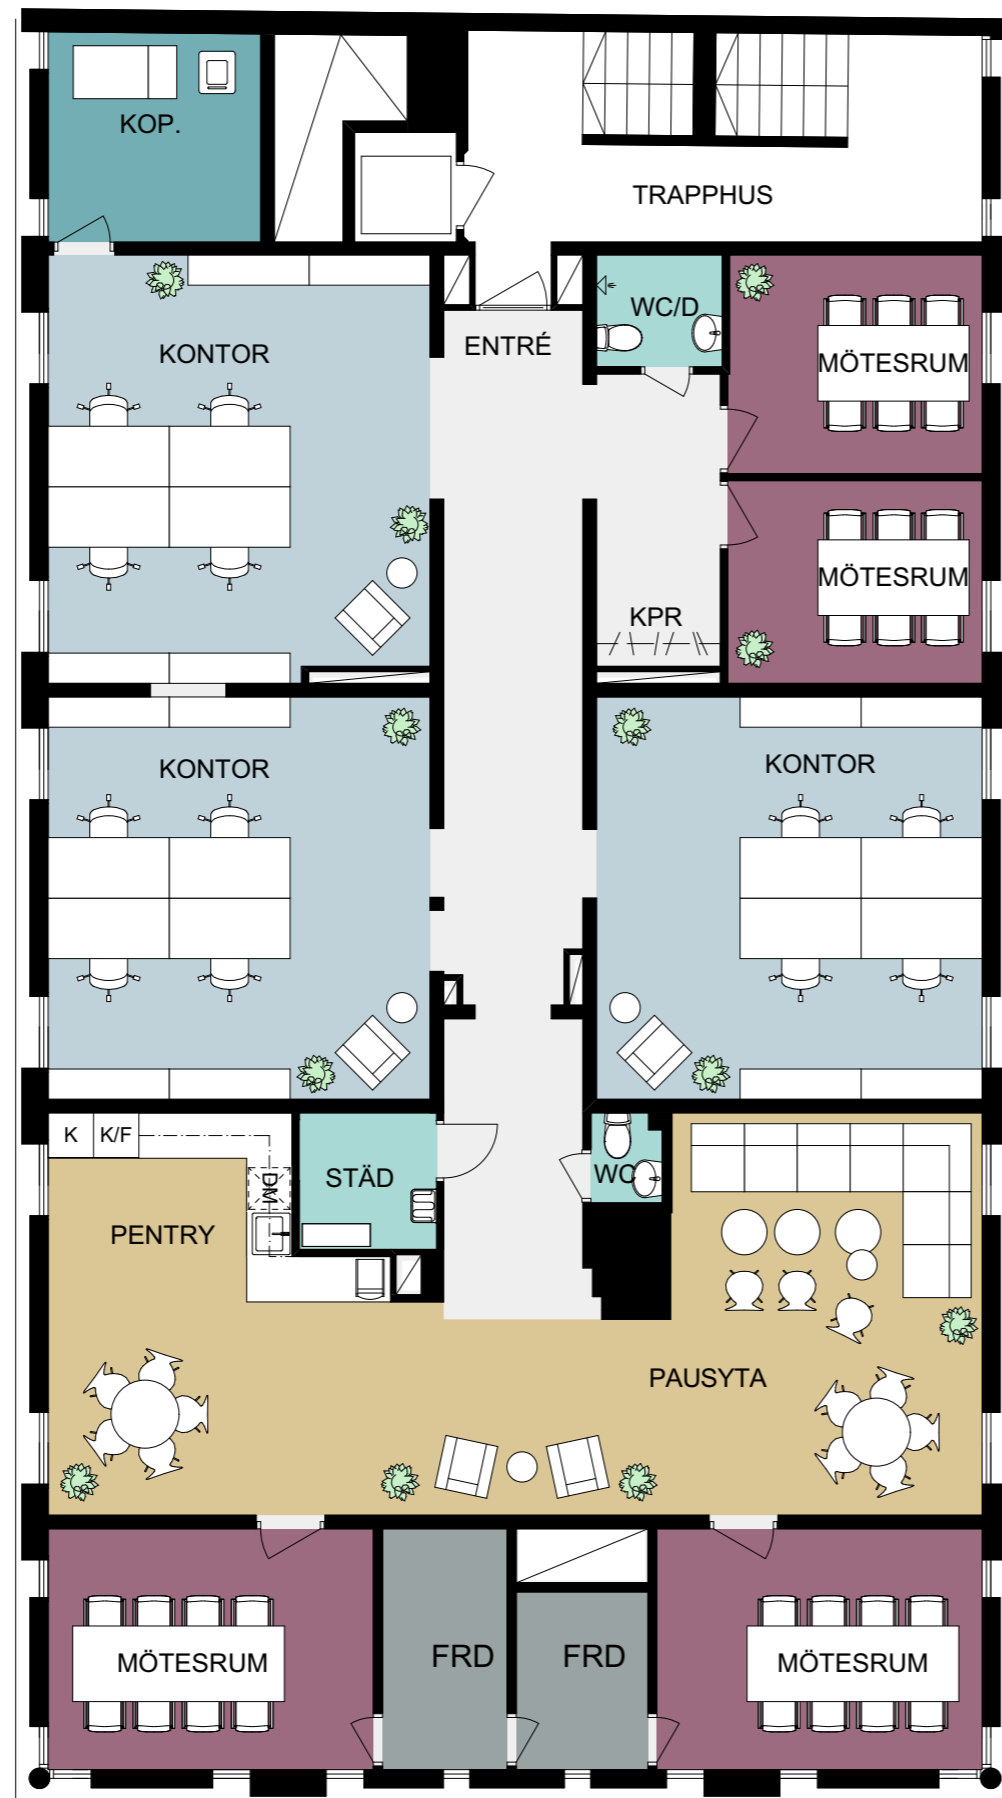 KOP.
TRAPPHUS
WC/D
ENTRÉ
KONTOR
MÖTESRUM
MÖTESRUM
KPR
KONTOR
KONTOR
K
K/F
DM
STÄD
WC
PENTRY
PAUSYTA
MÖTESRUM
FRD
FRD
MÖTESRUM